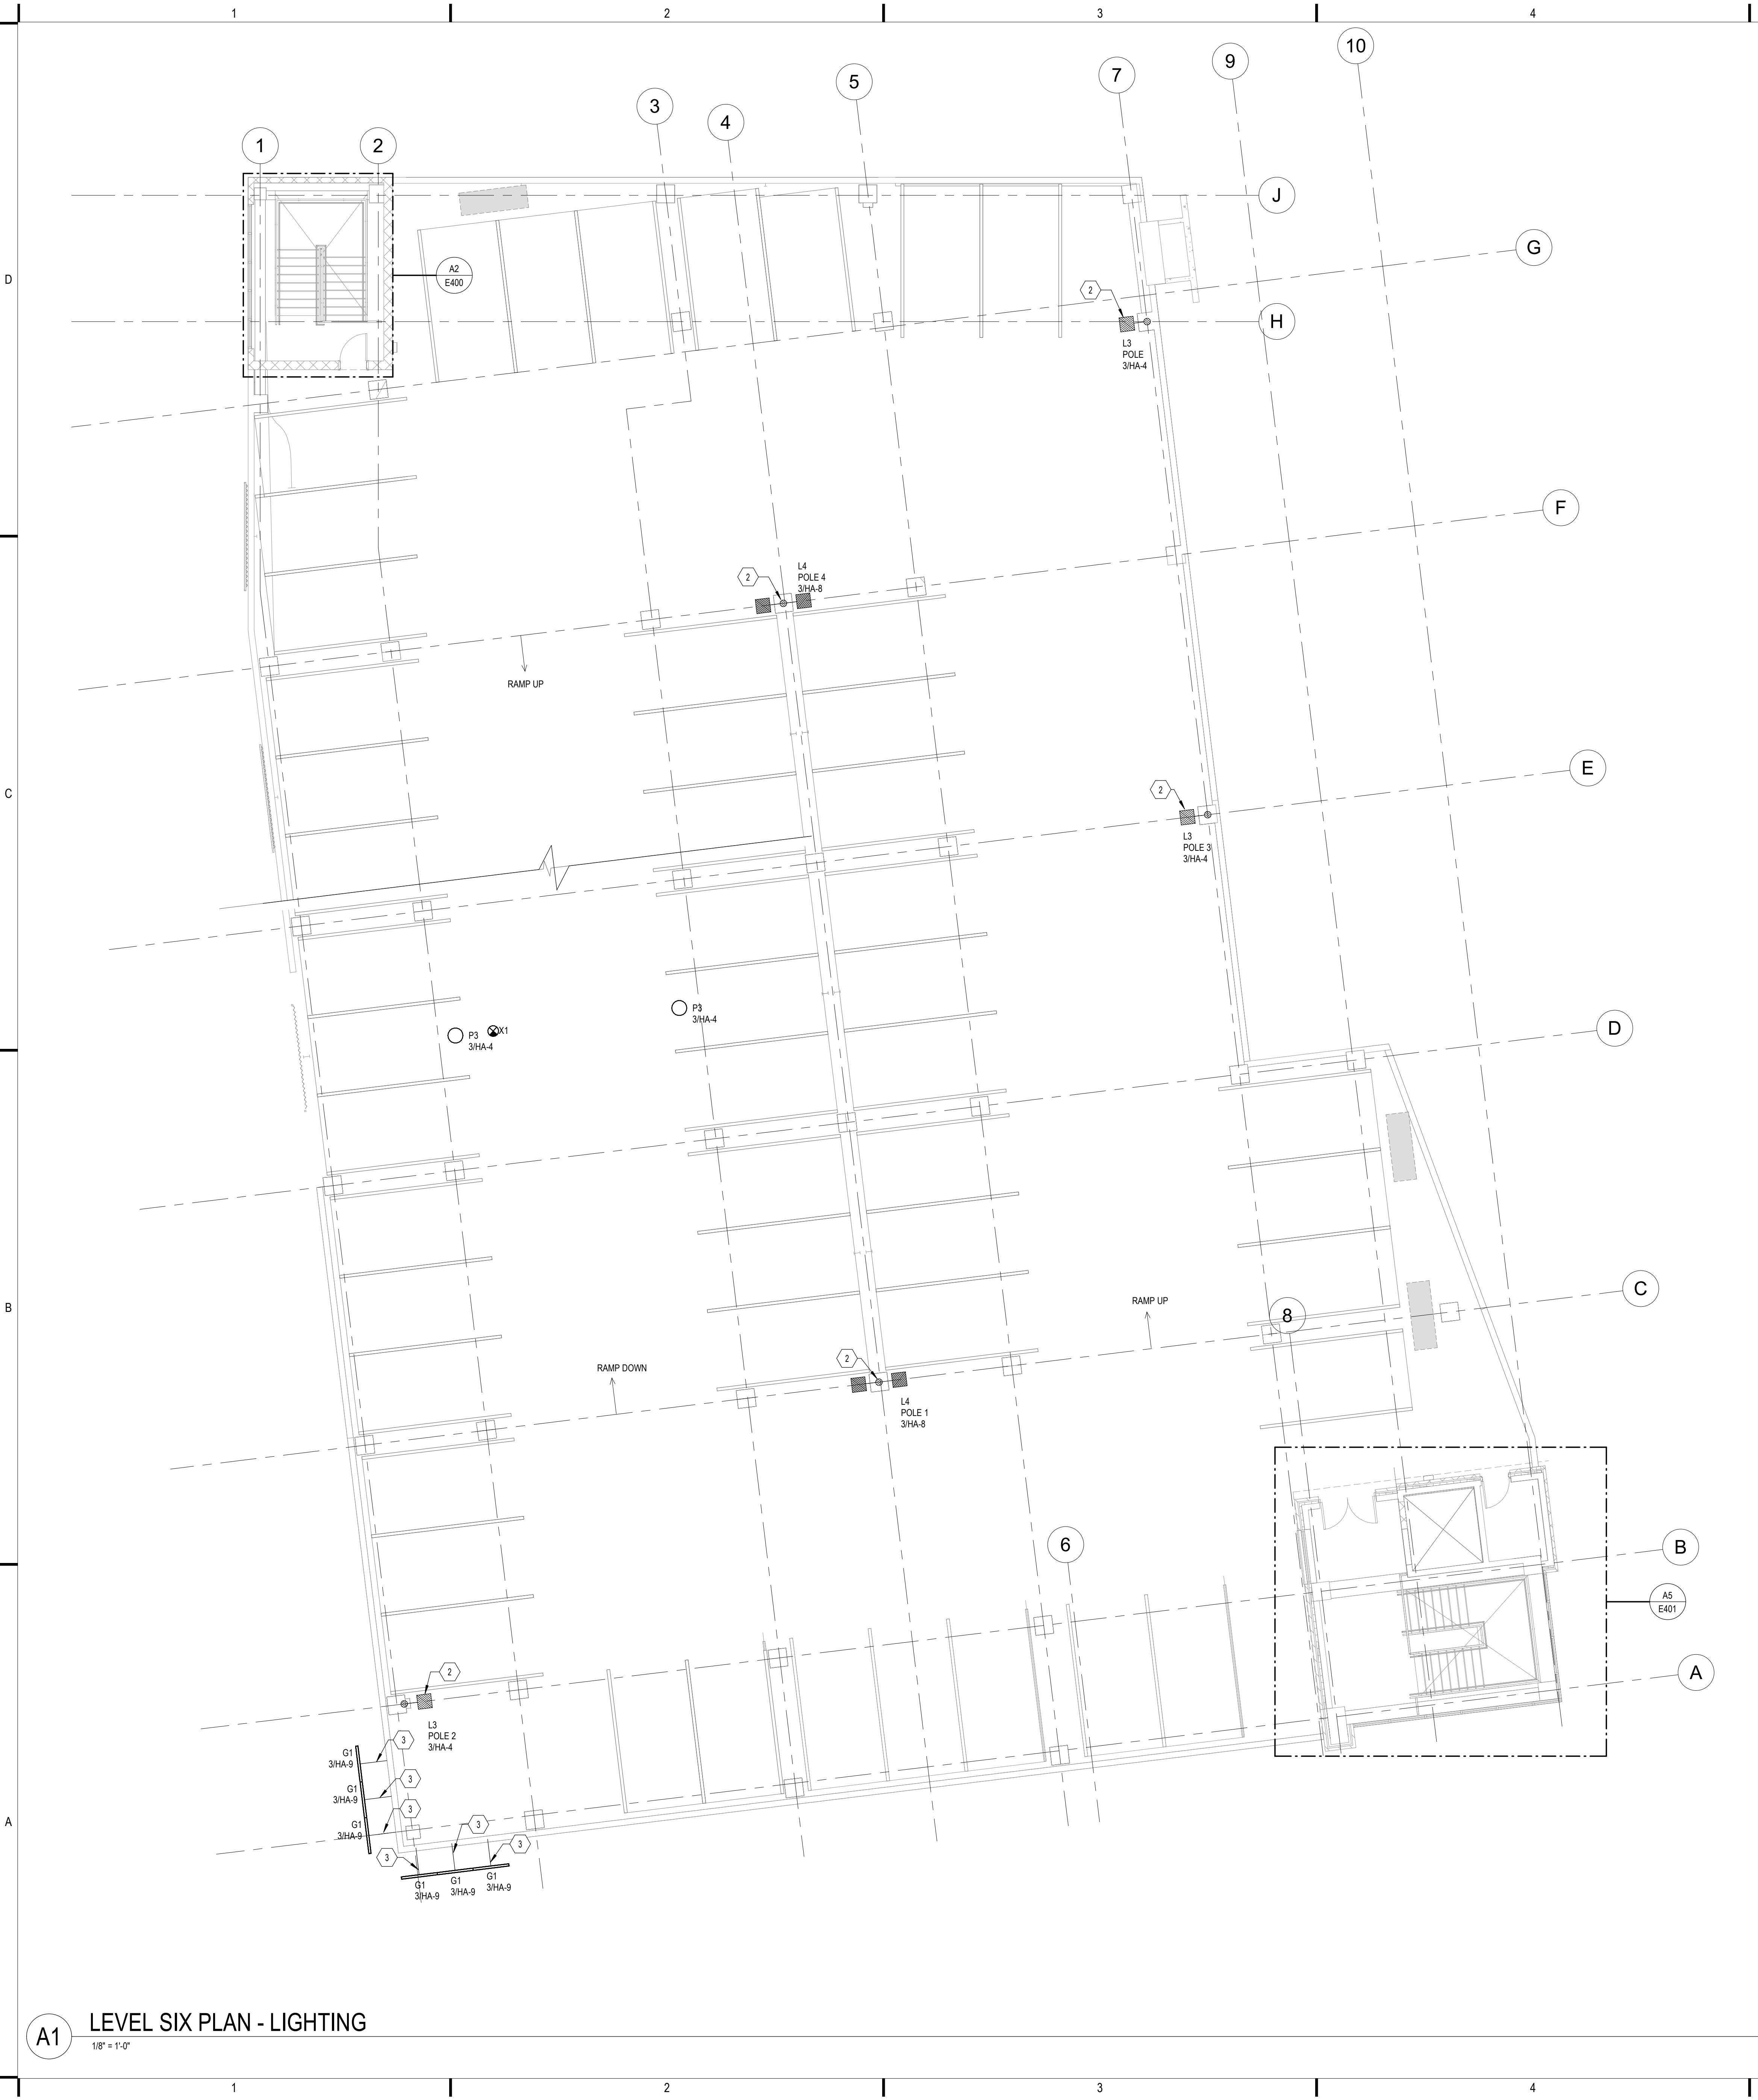 1 2 3 4
10
9
7
5
3
4
1 2
J
G
D
A2
E400
2
H
L3
POLE
3/HA-4
F
L4
POLE 4
3/HA-8
2
RAMP UP
E
C
2
L3
POLE 3
3/HA-4
P3
3/HA-4
D
P3
3/HA-4
X1
C
B
RAMP UP
8
2
RAMP DOWN
L4
POLE 1
3/HA-8
6
B
A5
E401
A
2
L3
POLE 2
3/HA-4
3
G1
3/HA-9
3
G1
3/HA-9
3
G1
3/HA-9
A
3
3
3
G1
3/HA-9
G1
3/HA-9
G1
3/HA-9
A1
LEVEL SIX PLAN - LIGHTING
1/8" = 1'-0"
1 2 3 4